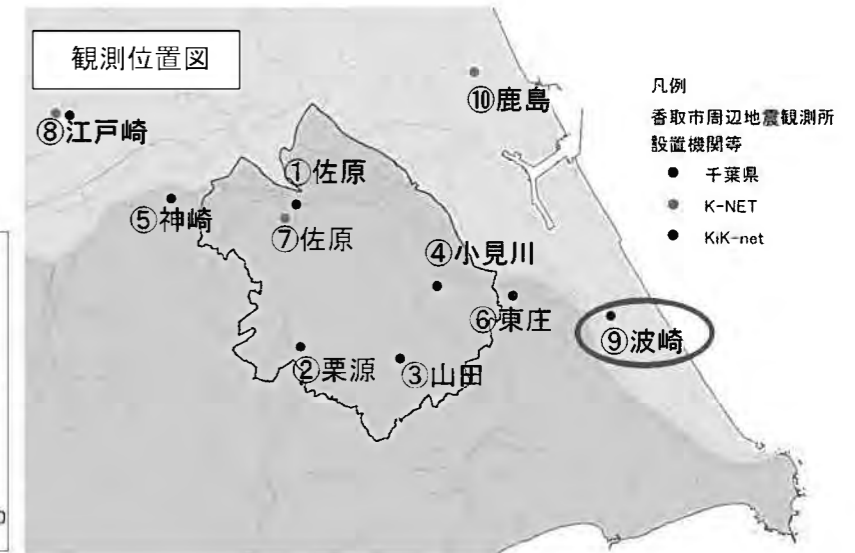 観測位置図
⑩鹿島
⑧江戸崎
①佐原
⑤神崎
⑦佐原
④小見川
⑥東庄
⑨波崎
②栗源
③山田
凡例
香取市周辺地震観測所
設置機関等
千葉県
K-NET
KiK-net